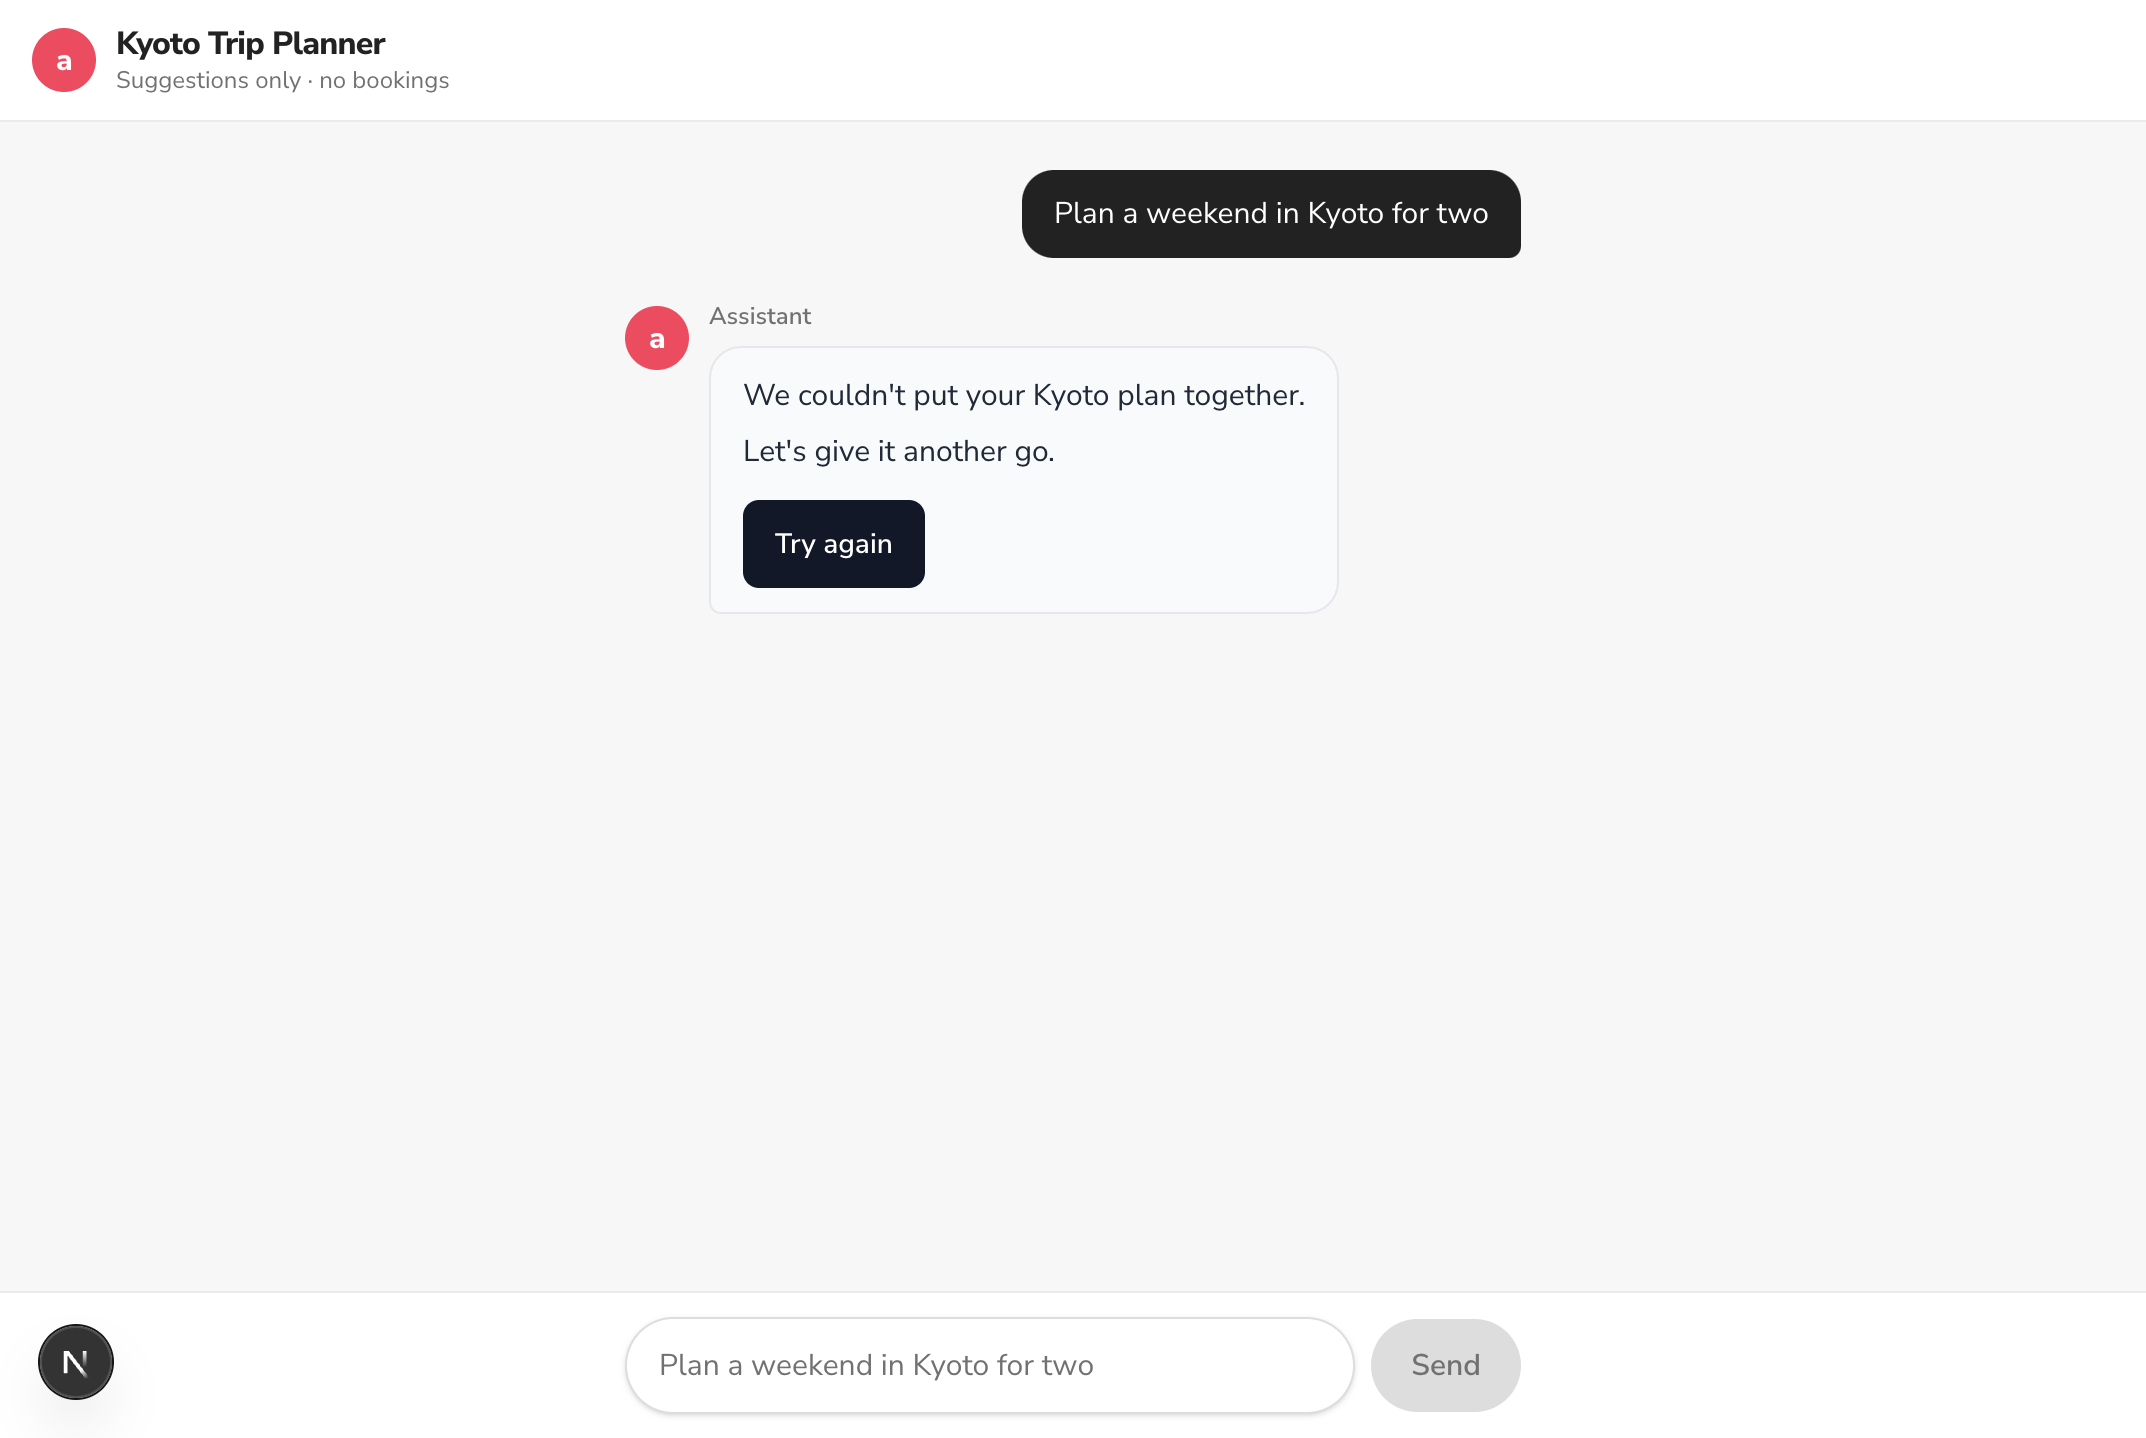 a
Kyoto Trip Planner
Suggestions only · no bookings
Plan a weekend in Kyoto for two
a
Assistant
We couldn't put your Kyoto plan together.
Let's give it another go.
Try again
N
Plan a weekend in Kyoto for two
Send